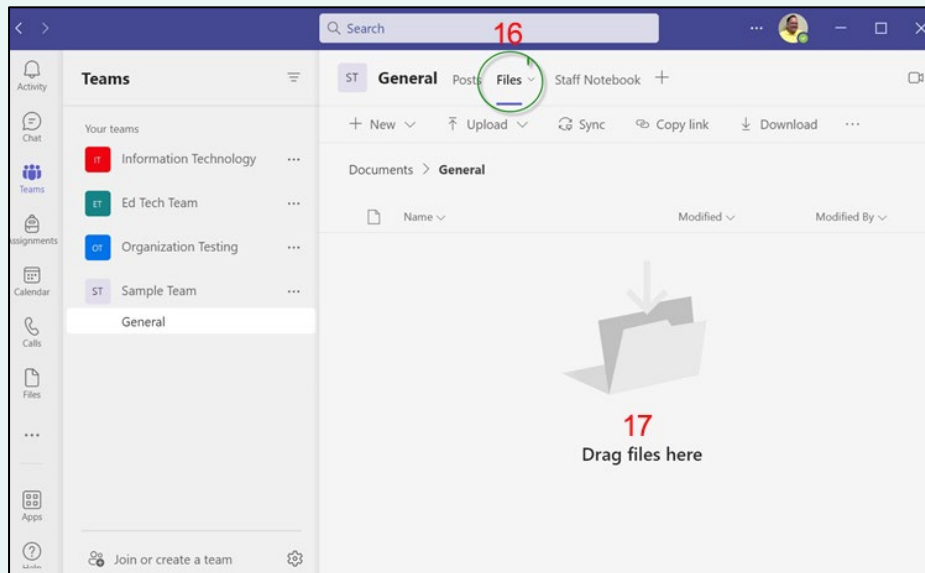 Search
16
Activity
Chat
Teams
Assignments
Calendar
Calls
Files
...
Apps
Help
Teams
Your teams
IT Information Technology ...
ET Ed Tech Team ...
OT Organization Testing ...
ST Sample Team ...
General
Join or create a team
ST General Posts Files Staff Notebook +
+ New Upload Sync Copy link Download ...
Documents > General
Name Modified Modified By
17
Drag files here